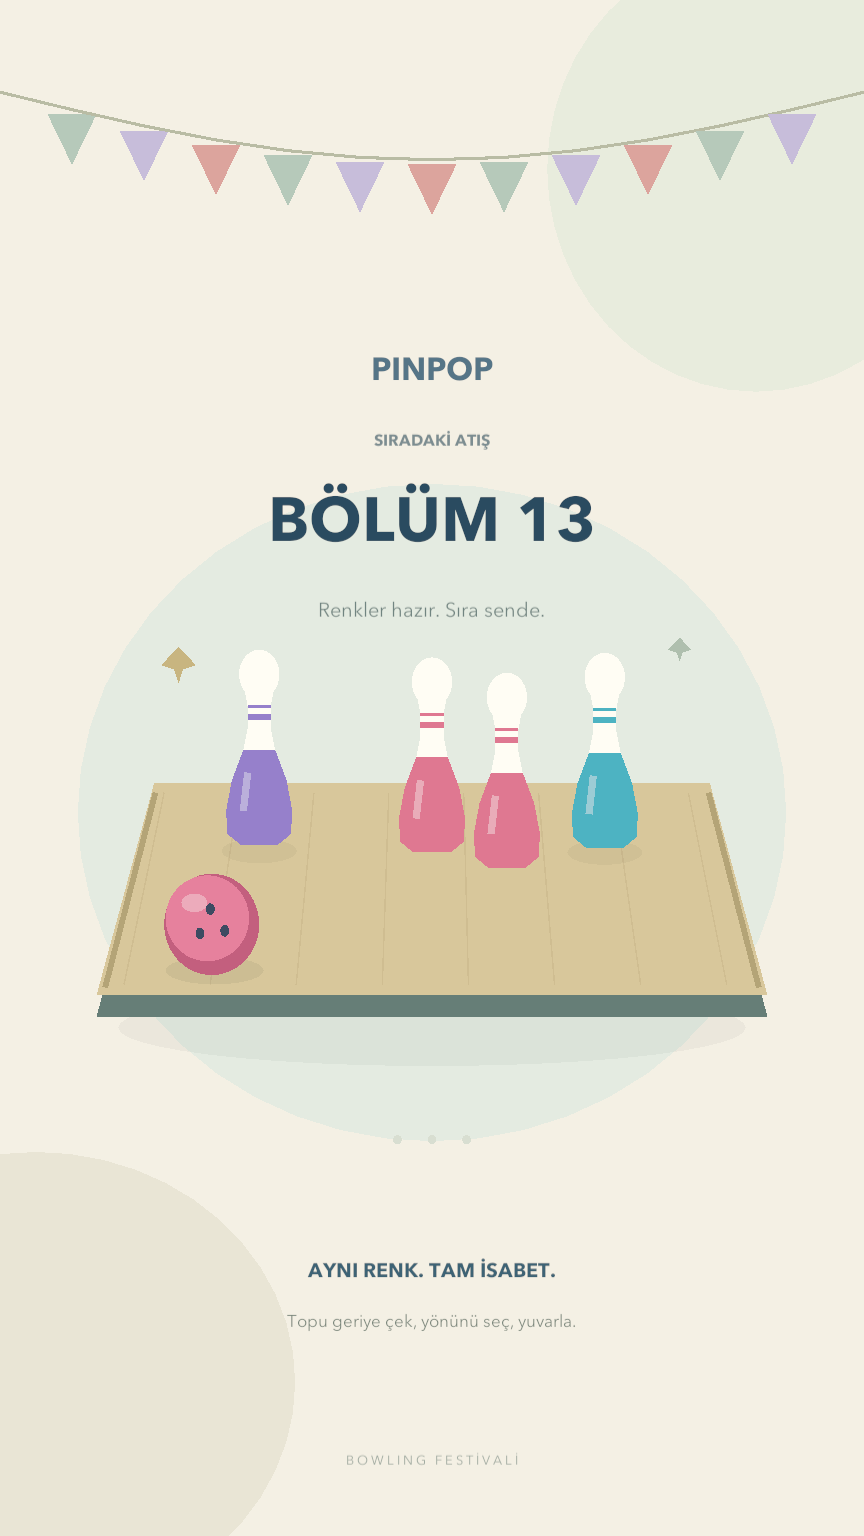 PINPOP
SIRADAKİ ATIŞ
BÖLÜM 13
Renkler hazır. Sıra sende.
AYNI RENK. TAM İSABET.
Topu geriye çek, yönünü seç, yuvarla.
BOWLING FESTİVALİ